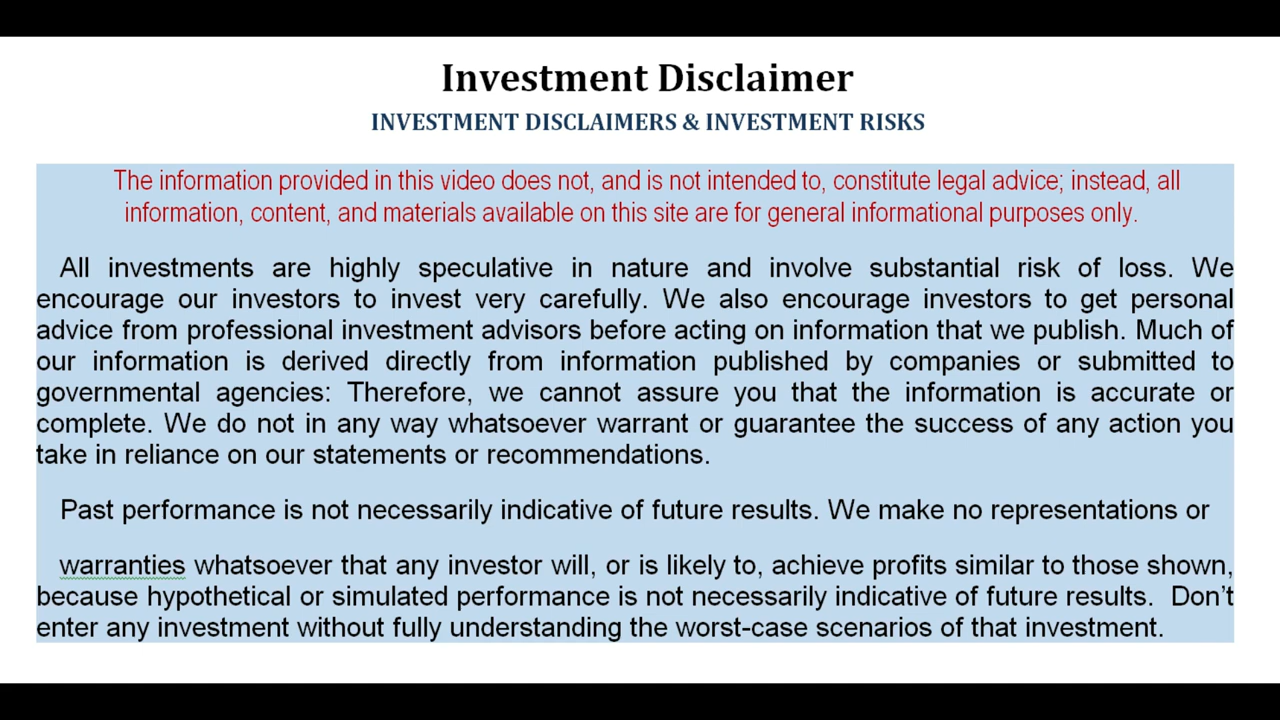 Investment Disclaimer
INVESTMENT DISCLAIMERS & INVESTMENT RISKS
The information provided in this video does not, and is not intended to, constitute legal advice; instead, all
information, content, and materials available on this site are for general informational purposes only.
All investments are highly speculative in nature and involve substantial risk of loss. We
encourage our investors to invest very carefully. We also encourage investors to get personal
advice from professional investment advisors before acting on information that we publish. Much of
our information is derived directly from information published by companies or submitted to
governmental agencies: Therefore, we cannot assure you that the information is accurate or
complete. We do not in any way whatsoever warrant or guarantee the success of any action you
take in reliance on our statements or recommendations.
Past performance is not necessarily indicative of future results. We make no representations or
warranties whatsoever that any investor will, or is likely to, achieve profits similar to those shown,
because hypothetical or simulated performance is not necessarily indicative of future results.  Don’t
enter any investment without fully understanding the worst-case scenarios of that investment.